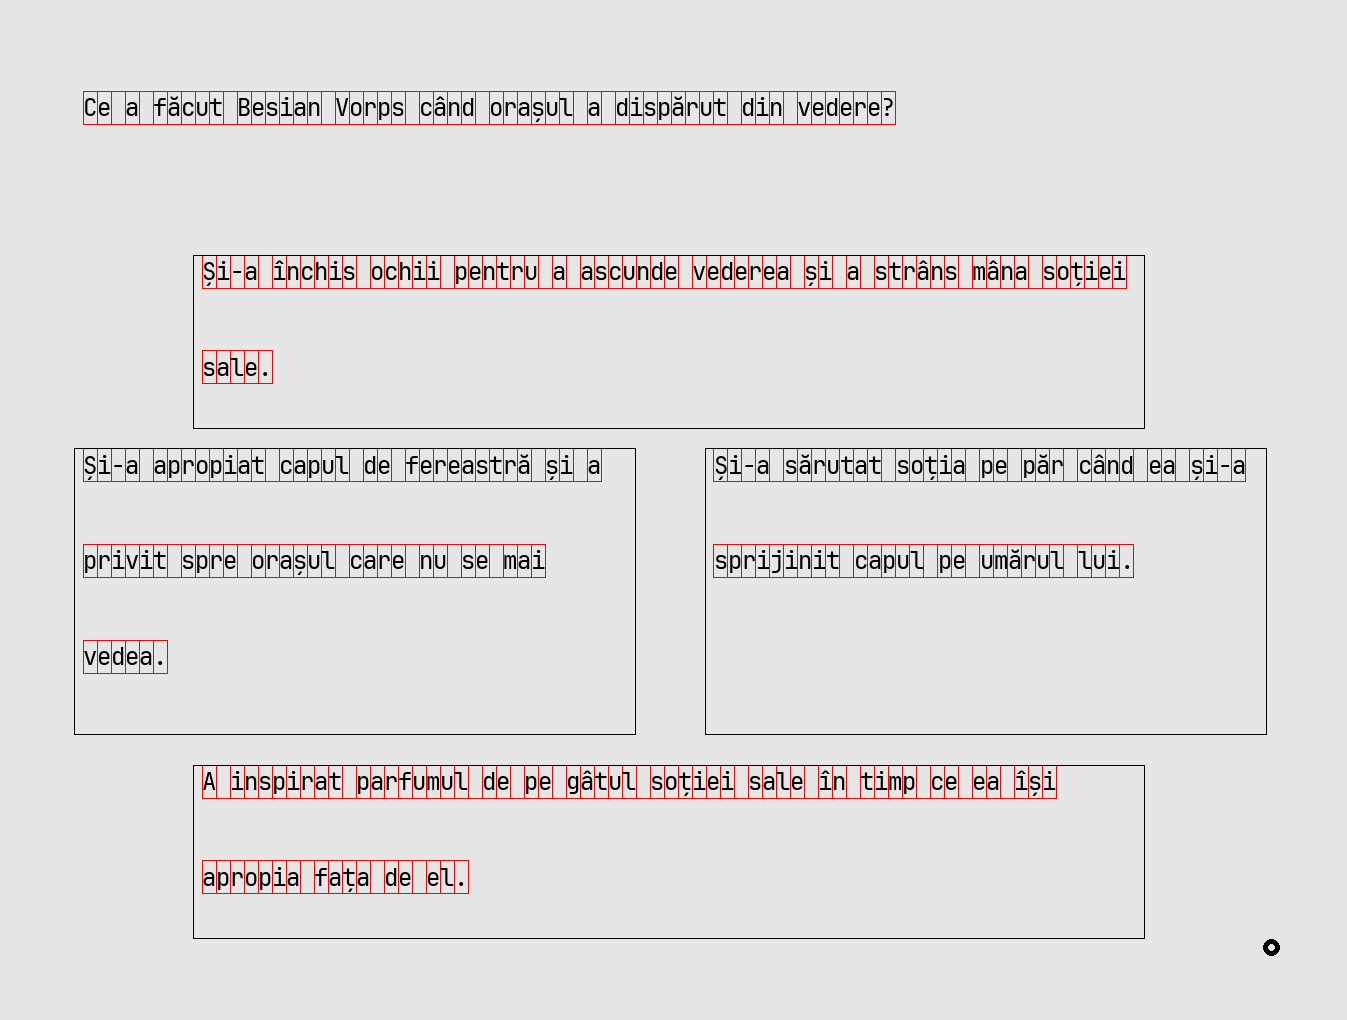 Ce a făcut Besian Vorps când orașul a dispărut din vedere?
Și-a închis ochii pentru a ascunde vederea și a strâns mâna soției
sale.
Și-a apropiat capul de fereastră și a
privit spre orașul care nu se mai
vedea.
Și-a sărutat soția pe păr când ea și-a
sprijinit capul pe umărul lui.
A inspirat parfumul de pe gâtul soției sale în timp ce ea își
apropia fața de el.